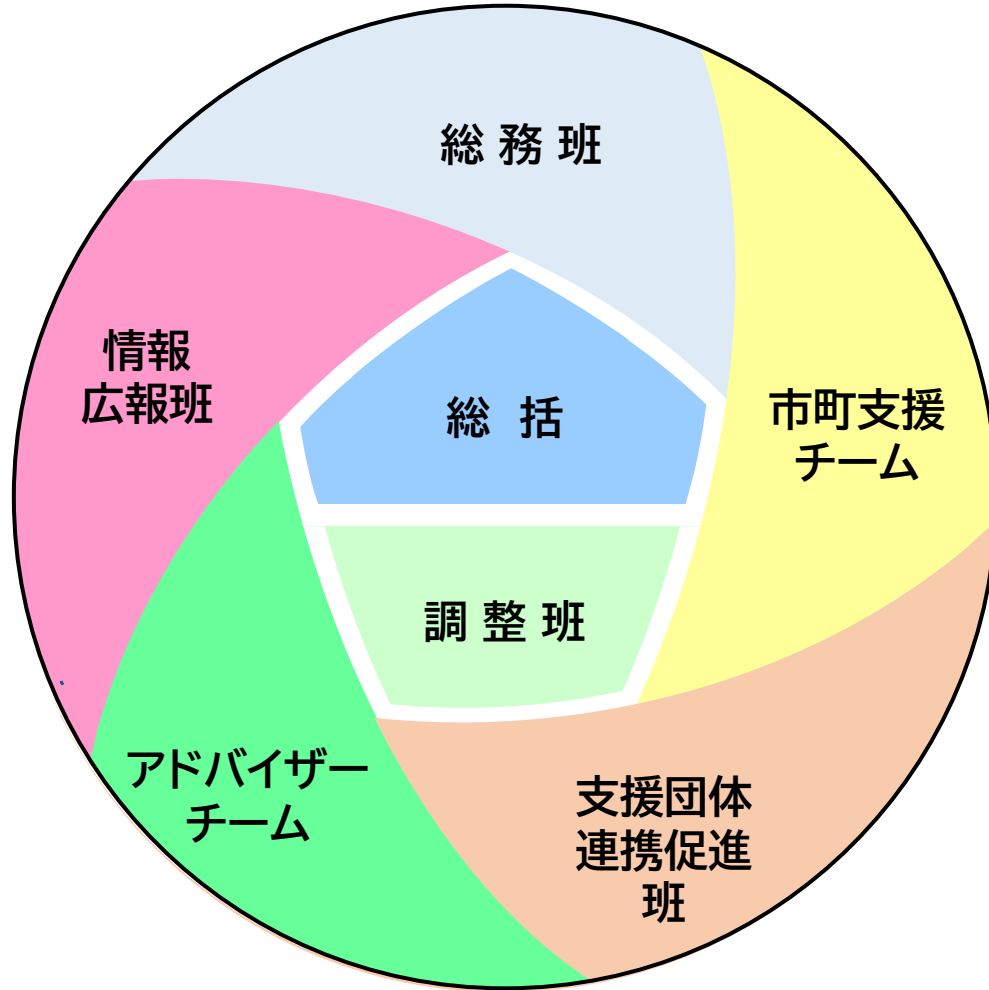 総務班
情報
広報班
総括
市町支援
チーム
調整班
アドバイザー
チーム
支援団体
連携促進
班